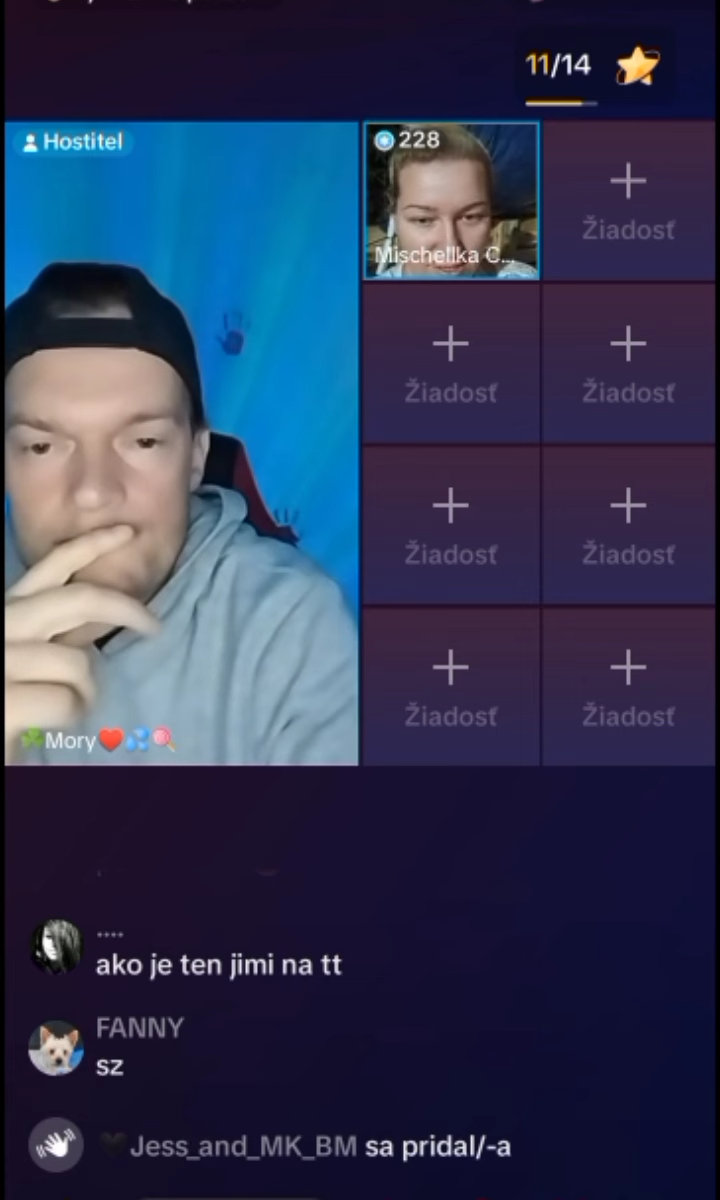 11/14
Hostiteľ
228
Mischellka C...
Žiadosť
Žiadosť
Žiadosť
Žiadosť
Žiadosť
Žiadosť
Žiadosť
☘️Mory❤️💦🍭
....
ako je ten jimi na tt
FANNY
sz
🖤Jess_and_MK_BM sa pridal/-a